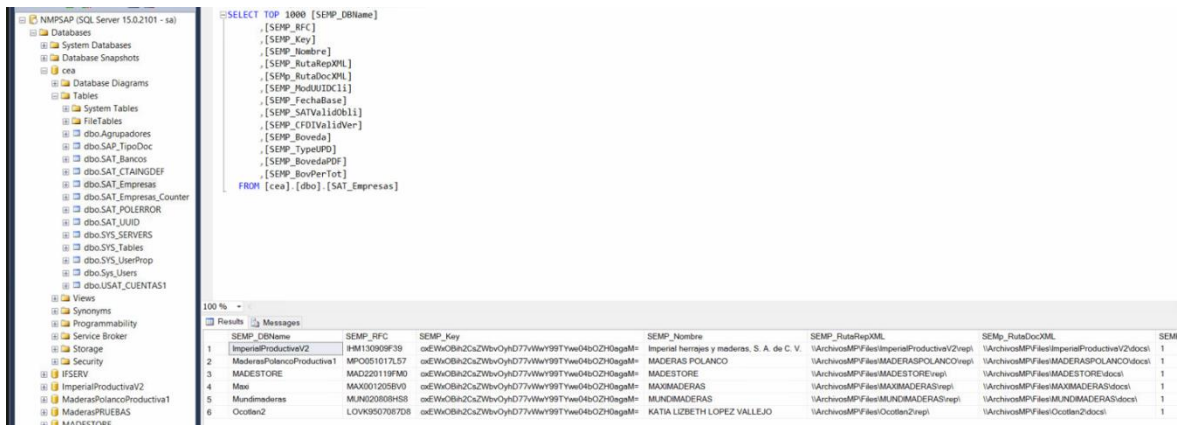 NMPSAP (SQL Server 15.0.2101 - sa)
Databases
System Databases
Database Snapshots
cea
Database Diagrams
Tables
System Tables
FileTables
dbo.Agrupadores
dbo.SAP_TipoDoc
dbo.SAT_Bancos
dbo.SAT_CTAINGDEF
dbo.SAT_Empresas
dbo.SAT_Empresas_Counter
dbo.SAT_POLERROR
dbo.SAT_UUID
dbo.SYS_SERVERS
dbo.SYS_Tables
dbo.SYS_UserProp
dbo.Sys_Users
dbo.USAT_CUENTAS1
Views
Synonyms
Programmability
Service Broker
Storage
Security
IFSERV
ImperialProductivaV2
MaderasPolancoProductiva1
MaderasPRUEBAS
MADESTORE
SELECT TOP 1000 [SEMP_DBName]
,[SEMP_RFC]
,[SEMP_Key]
,[SEMP_Nombre]
,[SEMP_RutaRepXML]
,[SEMp_RutaDocXML]
,[SEMP_ModUUIDCli]
,[SEMP_FechaBase]
,[SEMP_SATValidObli]
,[SEMP_CFDIValidVer]
,[SEMP_Boveda]
,[SEMP_TypeUPD]
,[SEMP_BovedaPDF]
,[SEMP_BovPerTot]
FROM [cea].[dbo].[SAT_Empresas]
100 %
Results Messages
SEMP_DBName SEMP_RFC SEMP_Key SEMP_Nombre SEMP_RutaRepXML SEMp_RutaDocXML SEM
1 ImperialProductivaV2 IHM130909F39 Imperial herrajes y maderas, S. A. de C. V. \\ArchivosMP\Files\ImperialProductivaV2\rep\ \\ArchivosMP\Files\ImperialProductivaV2\docs\ 1
2 MaderasPolancoProductiva1 MPO051017L57 MADERAS POLANCO \\ArchivosMP\Files\MADERASPOLANCO\rep\ \\ArchivosMP\Files\MADERASPOLANCO\docs\ 1
3 MADESTORE MAD220119FM0 MADESTORE \\ArchivosMP\Files\MADESTORE\rep\ \\ArchivosMP\Files\MADESTORE\docs\ 1
4 Maxi MAX001205BV0 MAXIMADERAS \\ArchivosMP\Files\MAXIMADERAS\rep\ \\ArchivosMP\Files\MAXIMADERAS\docs\ 1
5 Mundimaderas MUN020808HS8 MUNDIMADERAS \\ArchivosMP\Files\MUNDIMADERAS\rep\ \\ArchivosMP\Files\MUNDIMADERAS\docs\ 1
6 Ocotlan2 LOVK9507087D8 KATIA LIZBETH LOPEZ VALLEJO \\ArchivosMP\Files\Ocotlan2\rep\ \\ArchivosMP\Files\Ocotlan2\docs\ 1